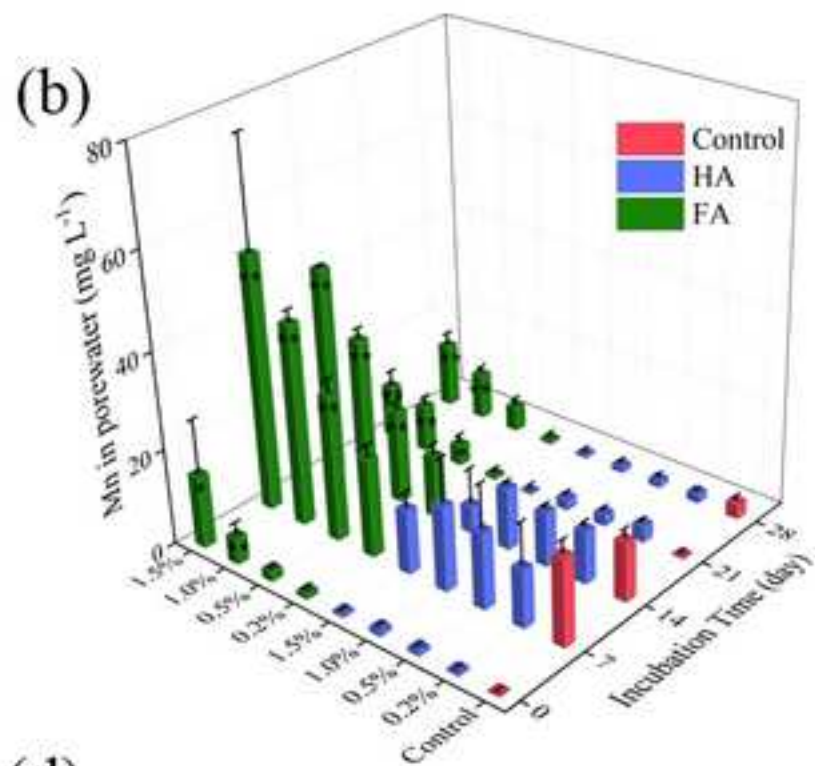 (b)
Control
HA
FA
Mn in porewater (mg L⁻¹)
80
60
40
20
0
1.5%
1.0%
0.5%
0.2%
1.5%
1.0%
0.5%
0.2%
Control
0
7
14
21
28
Incubation Time (day)